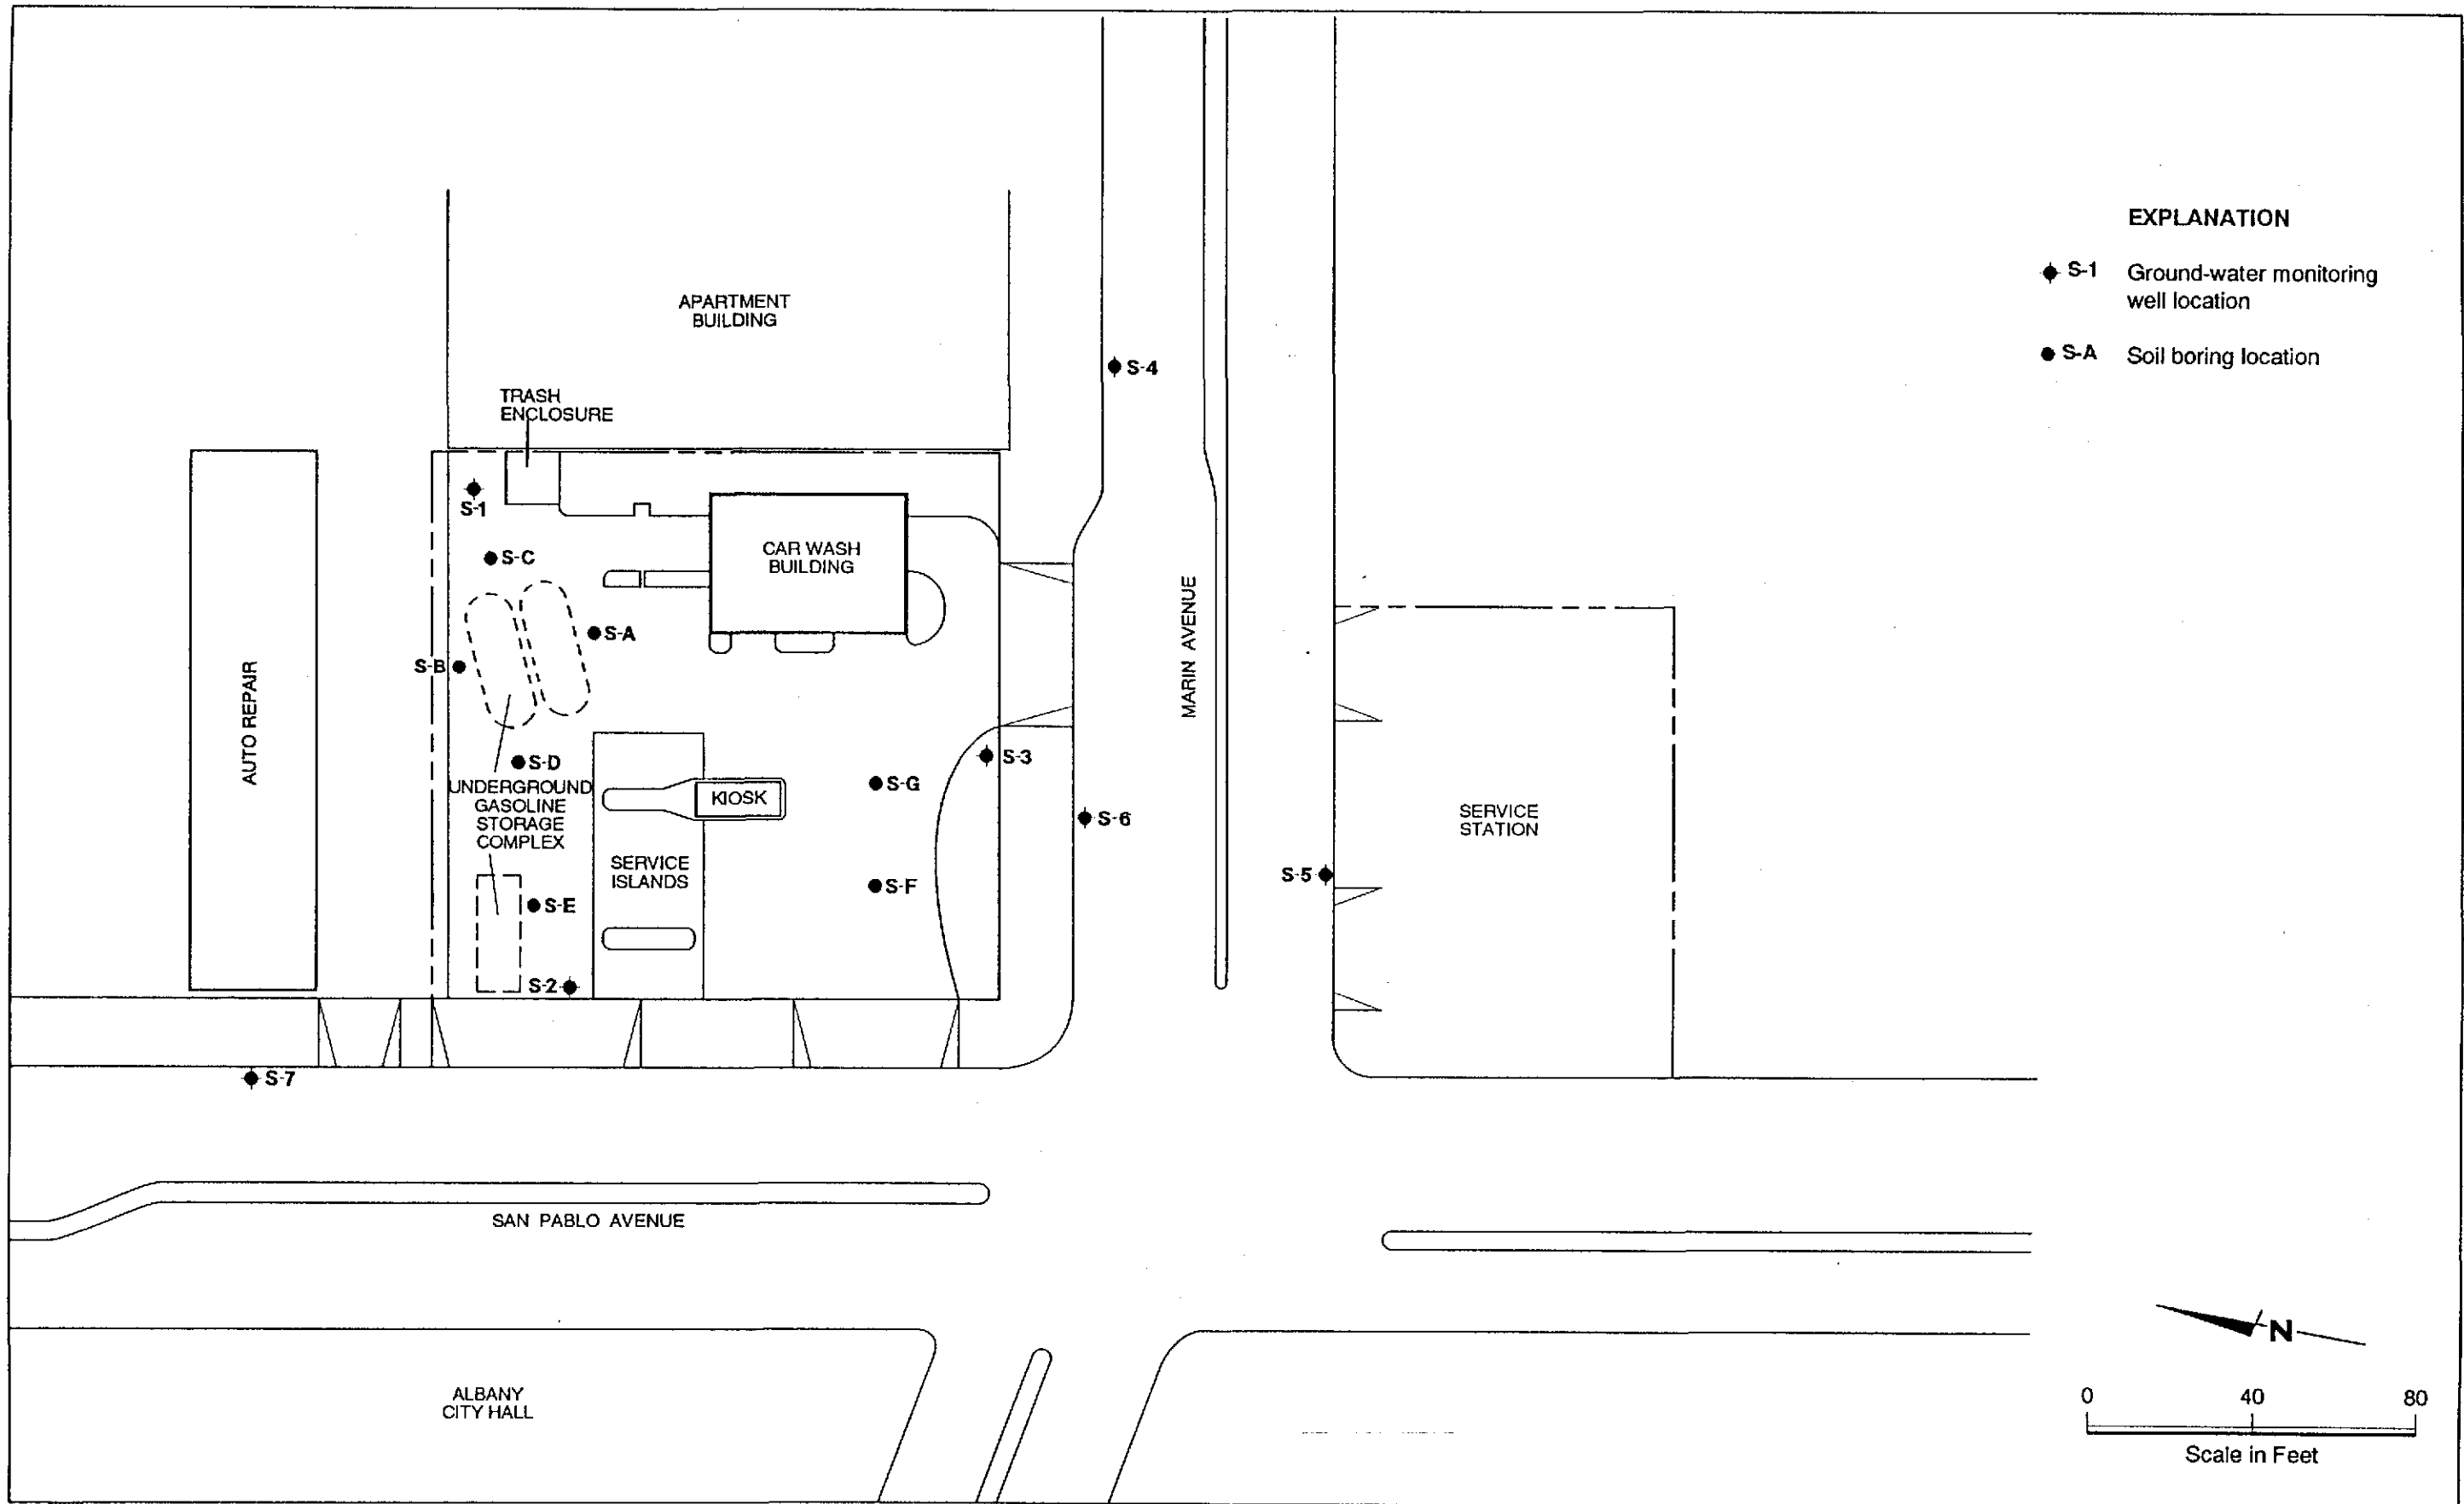 EXPLANATION
S-1 Ground-water monitoring
well location
S-A Soil boring location
APARTMENT
BUILDING
S-4
TRASH
ENCLOSURE
S-1
S-C
CAR WASH
BUILDING
S-A
S-B
AUTO REPAIR
MARIN AVENUE
S-D
UNDERGROUND
GASOLINE
STORAGE
COMPLEX
KIOSK
S-G
S-3
S-6
SERVICE
STATION
SERVICE
ISLANDS
S-F
S-5
S-E
S-2
S-7
SAN PABLO AVENUE
ALBANY
CITY HALL
N
0 40 80
Scale in Feet